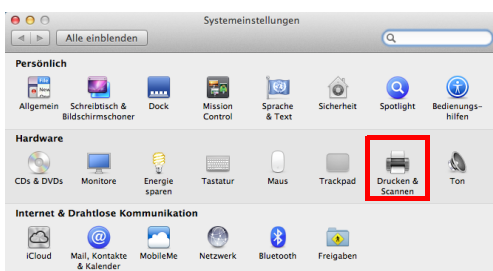 Systemeinstellungen
Alle einblenden
Persönlich
Allgemein
Schreibtisch &
Bildschirmschoner
Dock
Mission
Control
Sprache
& Text
Sicherheit
Spotlight
Bedienungs-
hilfen
Hardware
CDs & DVDs
Monitore
Energie
sparen
Tastatur
Maus
Trackpad
Drucken &
Scannen
Ton
Internet & Drahtlose Kommunikation
iCloud
Mail, Kontakte
& Kalender
MobileMe
Netzwerk
Bluetooth
Freigaben